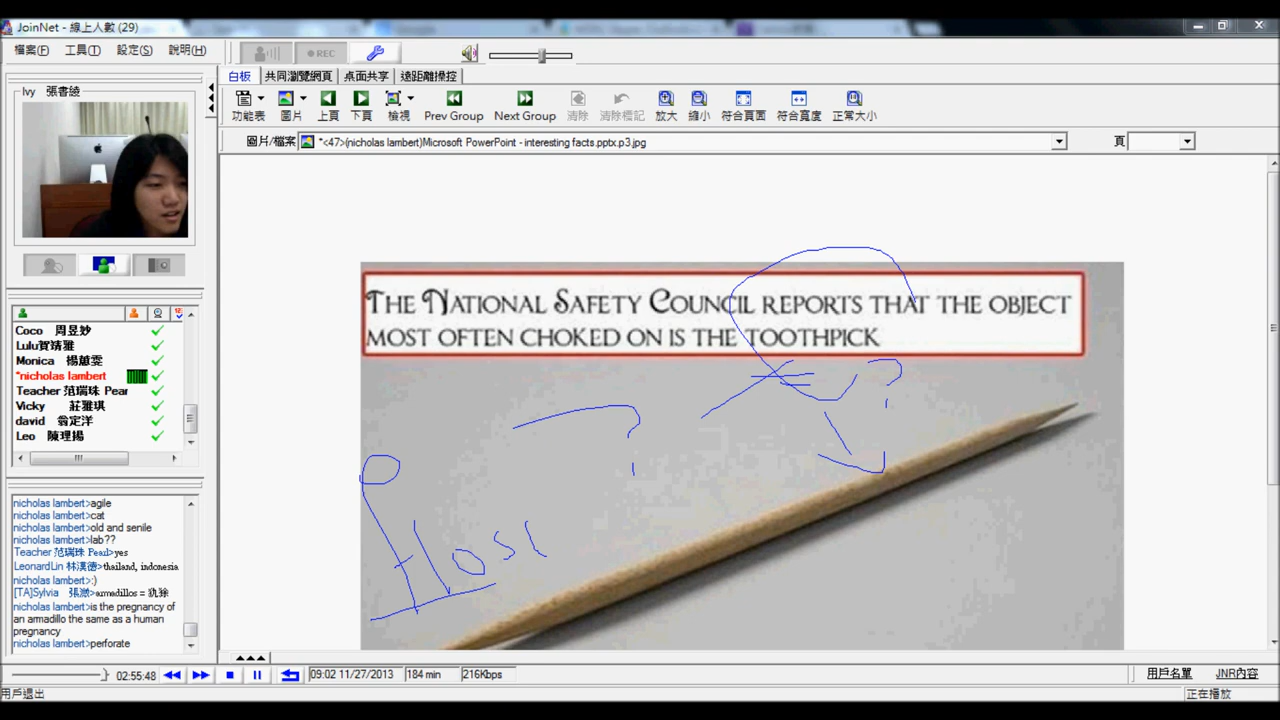 JoinNet - 線上人數 (29)
檔案(F) 工具(T) 設定(S) 說明(H)
REC
Ivy 張書綾
白板 共同瀏覽網頁 桌面共享 遠距離操控
功能表 圖片 上頁 下頁 檢視 Prev Group Next Group 清除 清除標記 放大 縮小 符合頁面 符合寬度 正常大小
圖片/檔案 *<47>(nicholas lambert)Microsoft PowerPoint - interesting facts.pptx.p3.jpg 頁
THE NATIONAL SAFETY COUNCIL REPORTS THAT THE OBJECT
MOST OFTEN CHOKED ON IS THE TOOTHPICK
Coco 周昱妙
Lulu賀婧雅
Monica 楊蕙雯
*nicholas lambert
Teacher 范瑞珠 Pearl
Vicky 莊雅琪
david 翁定洋
Leo 陳理揚
nicholas lambert>agile
nicholas lambert>cat
nicholas lambert>old and senile
nicholas lambert>lab??
Teacher 范瑞珠 Pearl>yes
LeonardLin 林漢德>thailand, indonesia
nicholas lambert>:)
[TA]Sylvia 張澂>armadillos = 犰狳
nicholas lambert>is the pregnancy of
an armadillo the same as a human
pregnancy
nicholas lambert>perforate
02:55:48 09:02 11/27/2013 184 min 216Kbps 用戶名單 JNR內容
用戶退出 正在播放